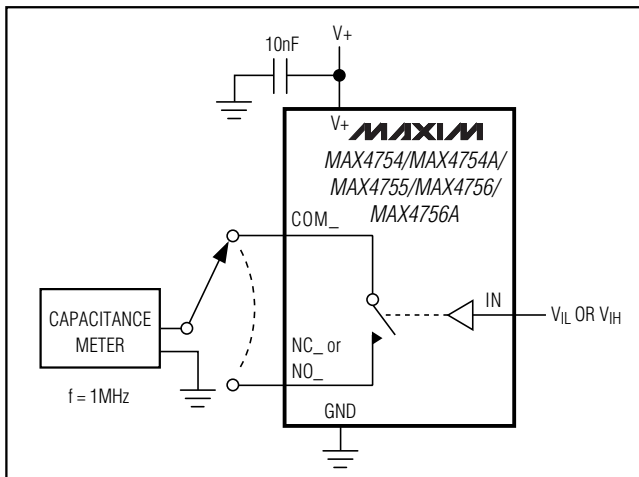 10nF
V+
V+
MAXIM
MAX4754/MAX4754A/
MAX4755/MAX4756/
MAX4756A
COM_
IN
VIL OR VIH
CAPACITANCE
METER
NC_ or
NO_
f = 1MHz
GND